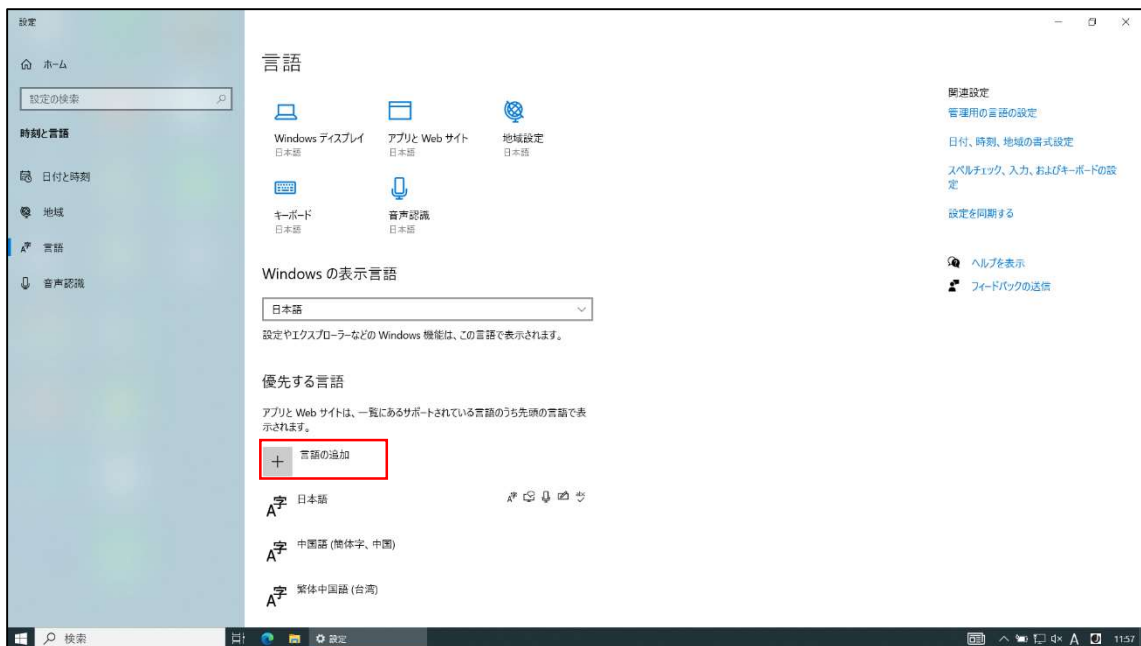 設定
ホーム
設定の検索
時刻と言語
日付と時刻
地域
言語
音声認識
言語
Windows ディスプレイ
日本語
アプリと Web サイト
日本語
地域設定
日本語
キーボード
日本語
音声認識
日本語
Windows の表示言語
日本語
設定やエクスプローラーなどの Windows 機能は、この言語で表示されます。
優先する言語
アプリと Web サイトは、一覧にあるサポートされている言語のうち先頭の言語で表
示されます。
言語の追加
日本語
中国語 (簡体字、中国)
繁体中国語 (台湾)
関連設定
管理用の言語の設定
日付、時刻、地域の書式設定
スペルチェック、入力、およびキーボードの設
定
設定を同期する
ヘルプを表示
フィードバックの送信
検索
設定
A
11:57